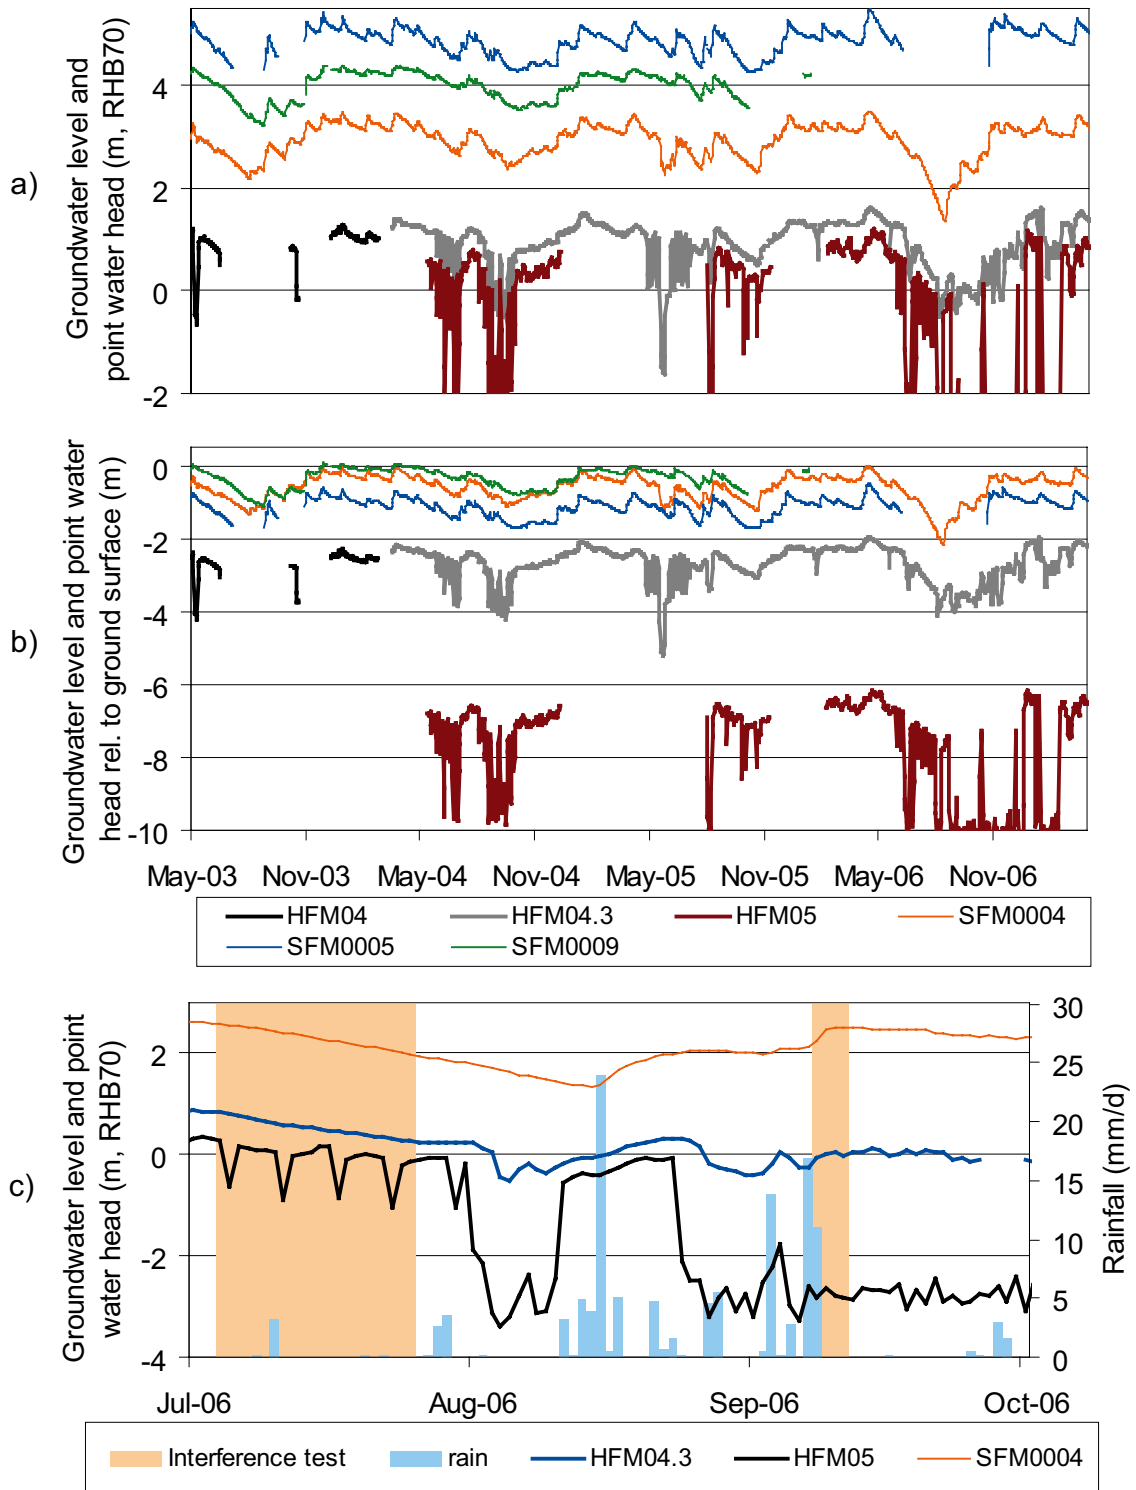 a)
Groundwater level and
point water head (m, RHB70)
4
2
0
-2
b)
Groundwater level and point water
head rel. to ground surface (m)
0
-2
-4
-6
-8
-10
May-03 Nov-03 May-04 Nov-04 May-05 Nov-05 May-06 Nov-06
HFM04 HFM04.3 HFM05 SFM0004
SFM0005 SFM0009
c)
Groundwater level and point
water head (m, RHB70)
2
0
-2
-4
30
25
20
15
10
5
0
Rainfall (mm/d)
Jul-06 Aug-06 Sep-06 Oct-06
Interference test rain HFM04.3 HFM05 SFM0004